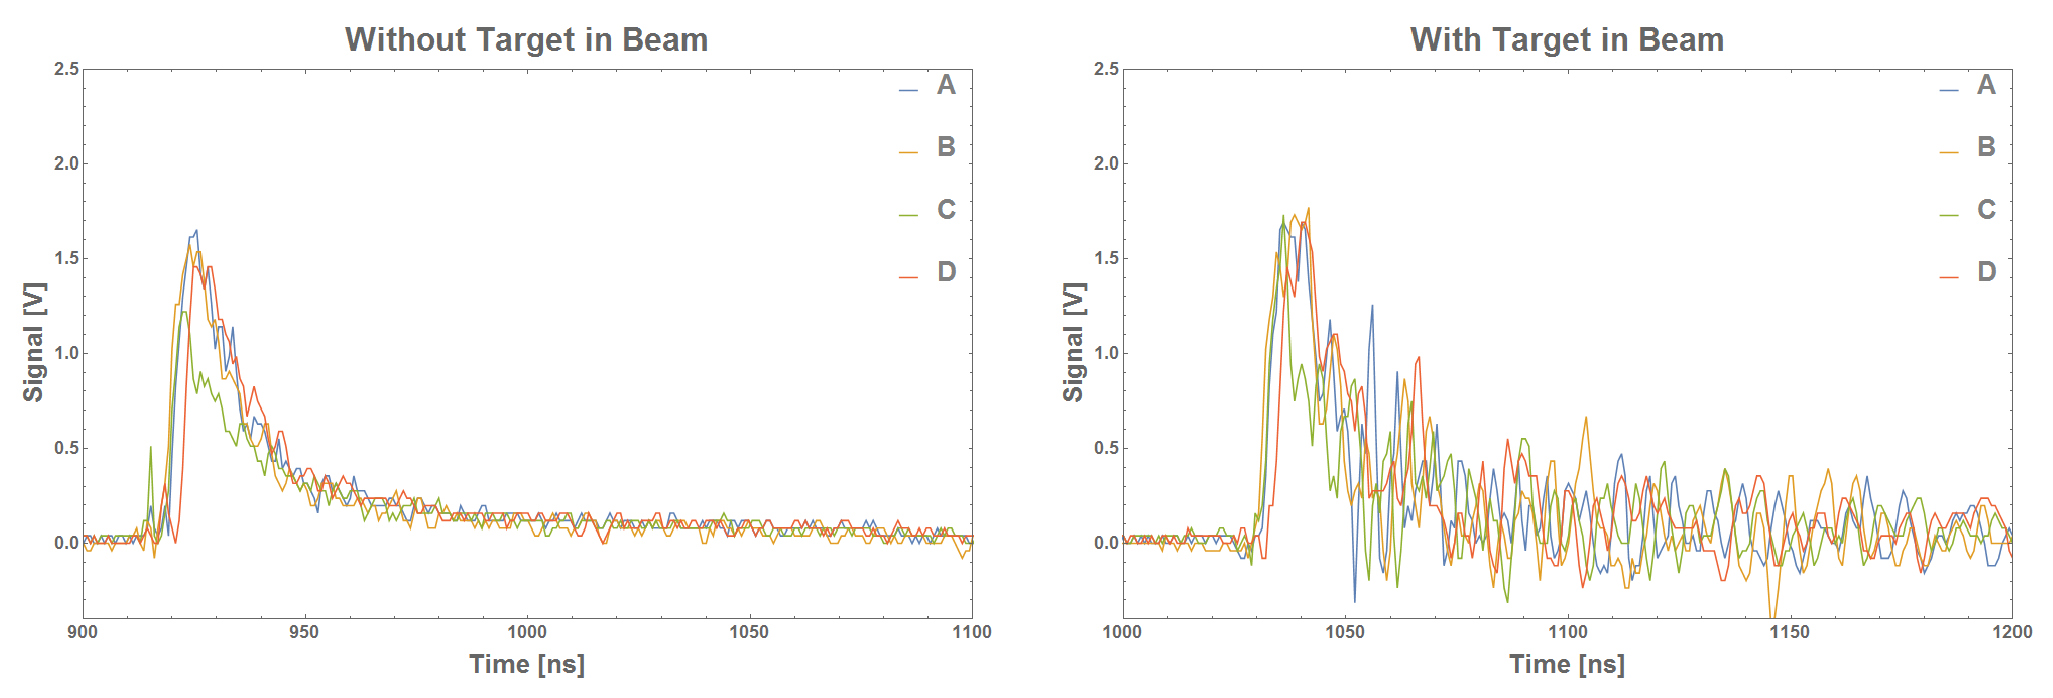 Without Target in Beam
2.5
2.0
1.5
1.0
0.5
0.0
Signal [V]
A
B
C
D
900
950
1000
1050
1100
Time [ns]
With Target in Beam
2.5
2.0
1.5
1.0
0.5
0.0
Signal [V]
A
B
C
D
1000
1050
1100
1150
1200
Time [ns]